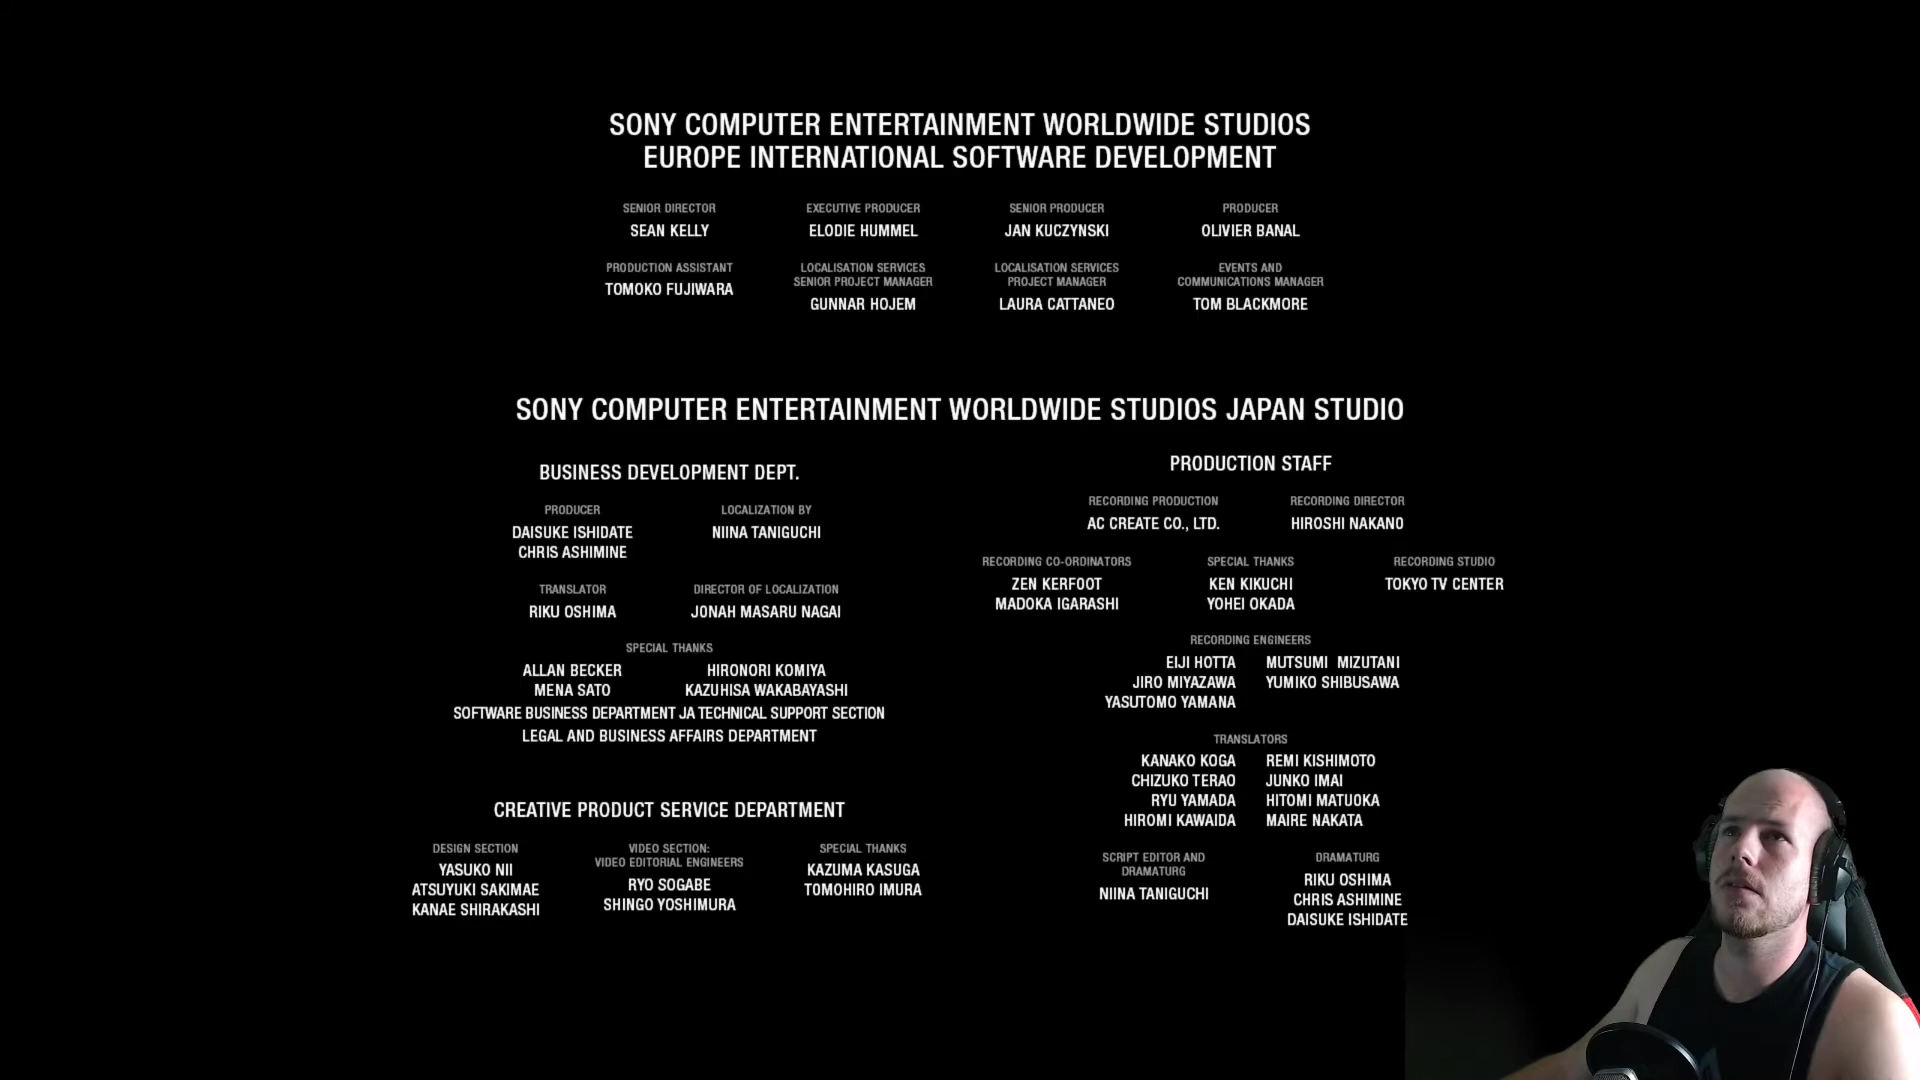 SONY COMPUTER ENTERTAINMENT WORLDWIDE STUDIOS
EUROPE INTERNATIONAL SOFTWARE DEVELOPMENT
SENIOR DIRECTOR
SEAN KELLY
EXECUTIVE PRODUCER
ELODIE HUMMEL
SENIOR PRODUCER
JAN KUCZYNSKI
PRODUCER
OLIVIER BANAL
PRODUCTION ASSISTANT
TOMOKO FUJIWARA
LOCALISATION SERVICES
SENIOR PROJECT MANAGER
GUNNAR HOJEM
LOCALISATION SERVICES
PROJECT MANAGER
LAURA CATTANEO
EVENTS AND
COMMUNICATIONS MANAGER
TOM BLACKMORE
SONY COMPUTER ENTERTAINMENT WORLDWIDE STUDIOS JAPAN STUDIO
BUSINESS DEVELOPMENT DEPT.
PRODUCER
DAISUKE ISHIDATE
CHRIS ASHIMINE
LOCALIZATION BY
NIINA TANIGUCHI
TRANSLATOR
RIKU OSHIMA
DIRECTOR OF LOCALIZATION
JONAH MASARU NAGAI
SPECIAL THANKS
ALLAN BECKER
MENA SATO
HIRONORI KOMIYA
KAZUHISA WAKABAYASHI
SOFTWARE BUSINESS DEPARTMENT JA TECHNICAL SUPPORT SECTION
LEGAL AND BUSINESS AFFAIRS DEPARTMENT
CREATIVE PRODUCT SERVICE DEPARTMENT
DESIGN SECTION
YASUKO NII
ATSUYUKI SAKIMAE
KANAE SHIRAKASHI
VIDEO SECTION:
VIDEO EDITORIAL ENGINEERS
RYO SOGABE
SHINGO YOSHIMURA
SPECIAL THANKS
KAZUMA KASUGA
TOMOHIRO IMURA
PRODUCTION STAFF
RECORDING PRODUCTION
AC CREATE CO., LTD.
RECORDING DIRECTOR
HIROSHI NAKANO
RECORDING CO-ORDINATORS
ZEN KERFOOT
MADOKA IGARASHI
SPECIAL THANKS
KEN KIKUCHI
YOHEI OKADA
RECORDING STUDIO
TOKYO TV CENTER
RECORDING ENGINEERS
EIJI HOTTA
JIRO MIYAZAWA
YASUTOMO YAMANA
MUTSUMI MIZUTANI
YUMIKO SHIBUSAWA
TRANSLATORS
KANAKO KOGA
CHIZUKO TERAO
RYU YAMADA
HIROMI KAWAIDA
REMI KISHIMOTO
JUNKO IMAI
HITOMI MATUOKA
MAIRE NAKATA
SCRIPT EDITOR AND
DRAMATURG
NIINA TANIGUCHI
DRAMATURG
RIKU OSHIMA
CHRIS ASHIMINE
DAISUKE ISHIDATE